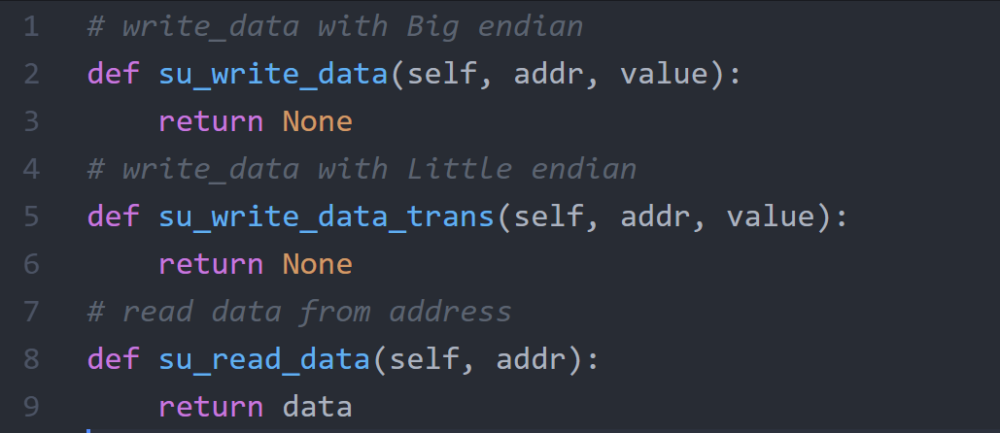 1 # write_data with Big endian
2 def su_write_data(self, addr, value):
3     return None
4 # write_data with Little endian
5 def su_write_data_trans(self, addr, value):
6     return None
7 # read data from address
8 def su_read_data(self, addr):
9     return data